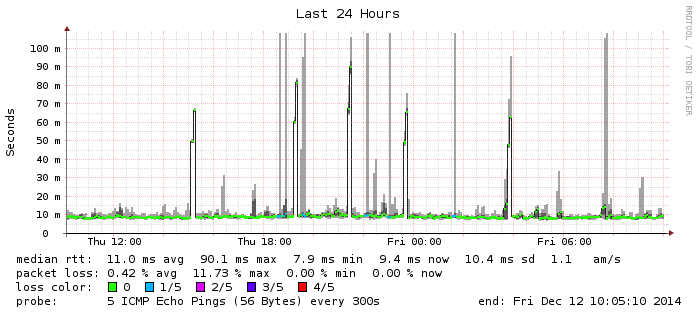 Last 24 Hours
RRDTOOL / TOBI OETIKER
Seconds
100 m
90 m
80 m
70 m
60 m
50 m
40 m
30 m
20 m
10 m
0
Thu 12:00 Thu 18:00 Fri 00:00 Fri 06:00
median rtt: 11.0 ms avg 90.1 ms max 7.9 ms min 9.4 ms now 10.4 ms sd 1.1 am/s
packet loss: 0.42 % avg 11.73 % max 0.00 % min 0.00 % now
loss color: 0 1/5 2/5 3/5 4/5
probe: 5 ICMP Echo Pings (56 Bytes) every 300s end: Fri Dec 12 10:05:10 2014